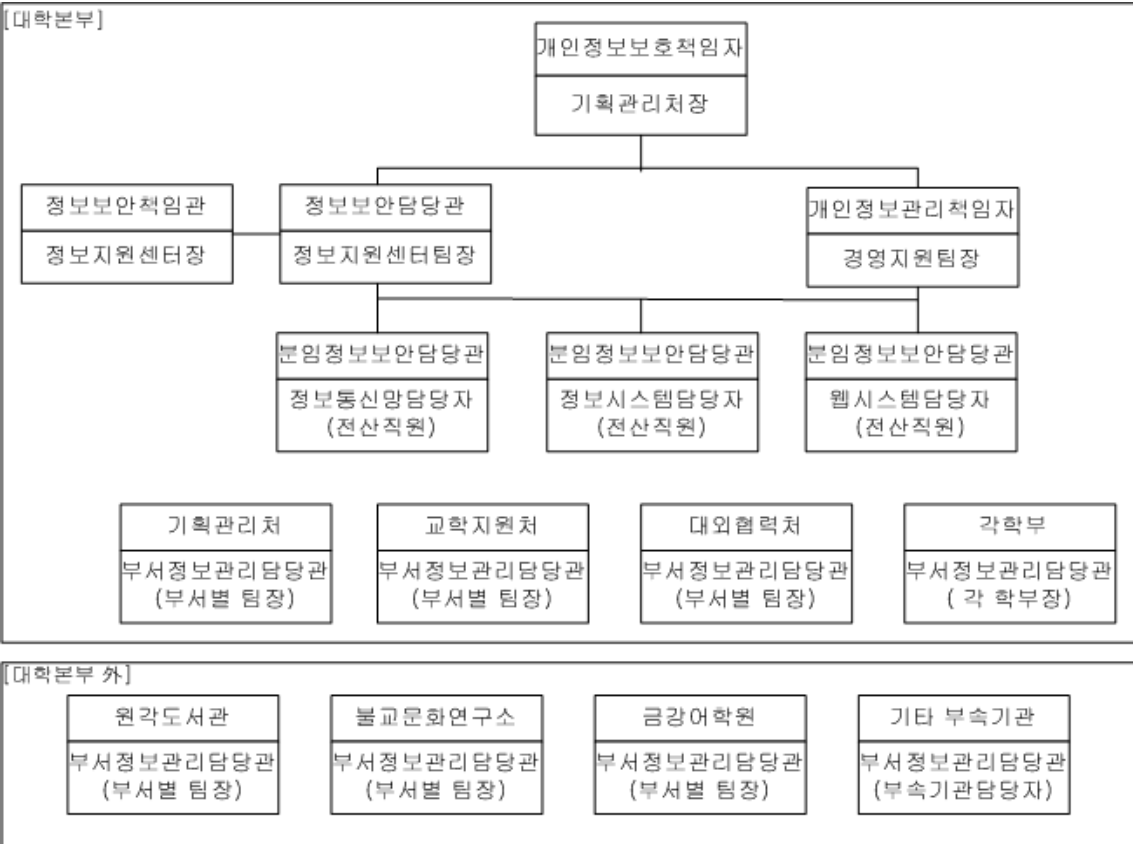 [대학본부]
개인정보보호책임자
기획관리처장
정보보안책임관
정보지원센터장
정보보안담당관
정보지원센터팀장
개인정보관리책임자
경영지원팀장
분임정보보안담당관
정보통신망담당자
(전산직원)
분임정보보안담당관
정보시스템담당자
(전산직원)
분임정보보안담당관
웹시스템담당자
(전산직원)
기획관리처
부서정보관리담당관
(부서별 팀장)
교학지원처
부서정보관리담당관
(부서별 팀장)
대외협력처
부서정보관리담당관
(부서별 팀장)
각학부
부서정보관리담당관
( 각 학부장)
[대학본부 外]
원각도서관
부서정보관리담당관
(부서별 팀장)
불교문화연구소
부서정보관리담당관
(부서별 팀장)
금강어학원
부서정보관리담당관
(부서별 팀장)
기타 부속기관
부서정보관리담당관
(부속기관담당자)